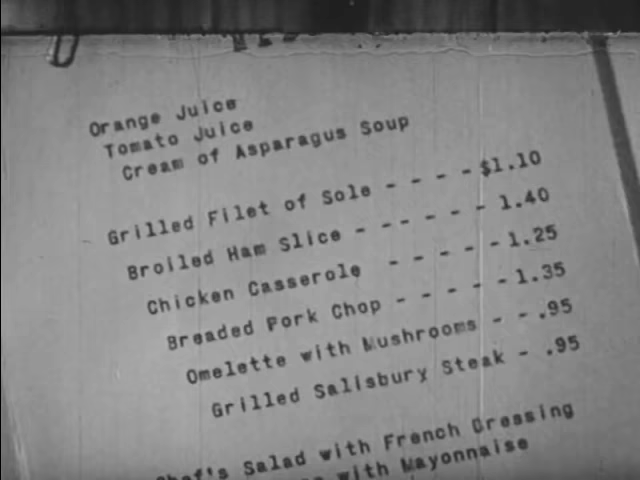 Orange Juice
Tomato Juice
Cream of Asparagus Soup
Grilled Filet of Sole - - - - $1.10
Broiled Ham Slice - - - - - - 1.40
Chicken Casserole - - - - - 1.25
Breaded Pork Chop - - - - - 1.35
Omelette with Mushrooms - - .95
Grilled Salisbury Steak - .95
Chef's Salad with French Dressing
with Mayonnaise